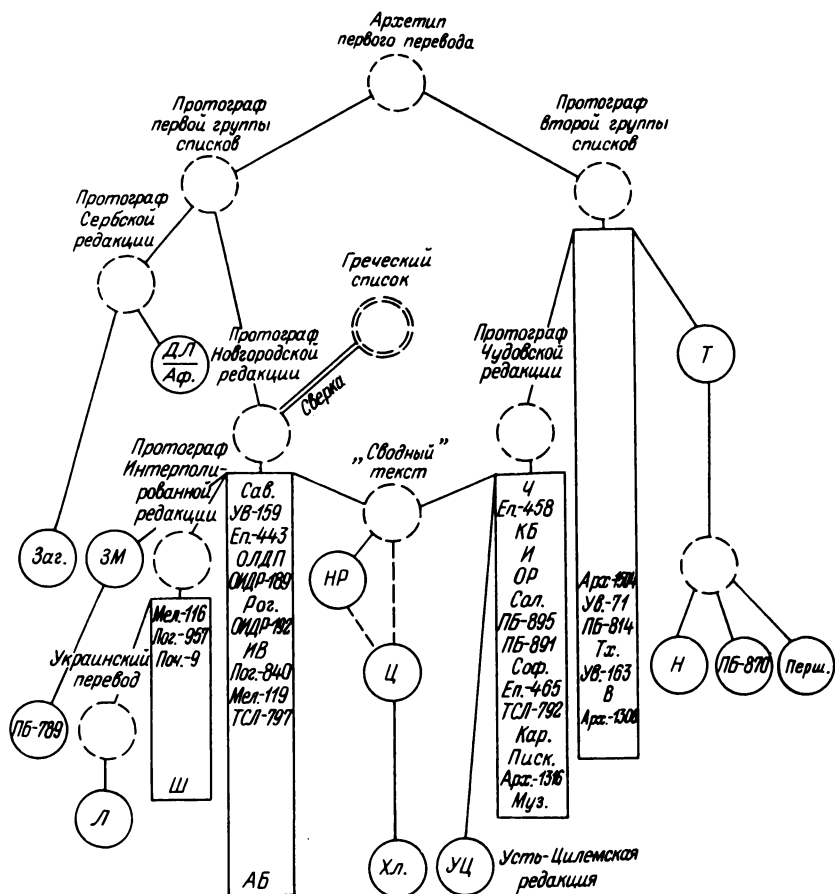 Архетип
первого перевода
Протограф
первой группы
списков
Протограф
второй группы
списков
Протограф
Сербской
редакции
Греческий
список
ДЛ
Аф.
Протограф
Новгородской
редакции
Сверка
Протограф
Чудовской
редакции
Т
Протограф
Интерполи-
рованной
редакции
„Сводный"
текст
Заг.
ЗМ
Сав.
УВ-159
Еп.-443
ОЛДП
ОИДР-189
Рог.
ОИДР-192
ИВ
Пог.-840
Мел.-119
ТСЛ-797
АБ
НР
Ц
Хл.
Ч
Еп.-458
КБ
И
ОР
Сол.
ПБ-895
ПБ-891
Соф.
Еп.-465
ТСЛ-792
Кар.
Писк.
Арх.-1316
Муз.
Арх.-1504
Ув.-71
ПБ-814
Тх.
Ув.-163
В
Арх.-1308
Н
ПБ-870
Перш.
Мел.-116
Пог.-957
Поч.-9
Ш
Украинский
перевод
ПБ-789
Л
УЦ
Усть-Цилемская
редакция